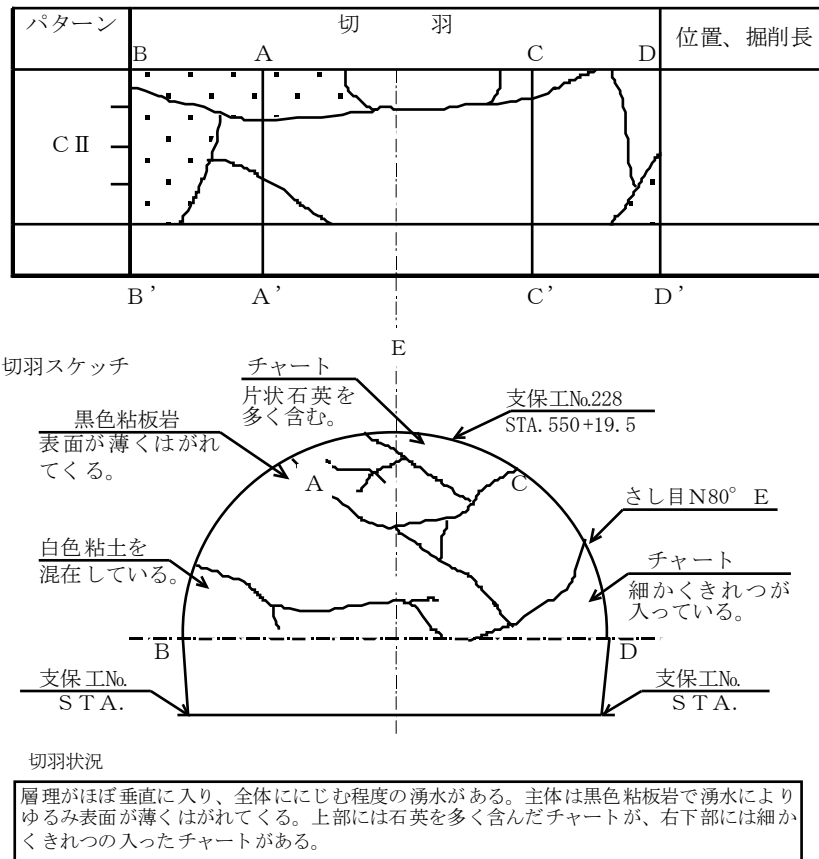 パターン
切 羽
位置、掘削長
B A C D
CⅡ
B' A' C' D'
E
切羽スケッチ
チャート
片状石英を
多く含む。
支保工No.228
STA.550+19.5
黒色粘板岩
表面が薄くはがれ
てくる。
A
C
さし目N80° E
白色粘土を
混在している。
チャート
細かくきれつが
入っている。
B
D
支保工No.
STA.
支保工No.
STA.
切羽状況
層理がほぼ垂直に入り、全体ににじむ程度の湧水がある。主体は黒色粘板岩で湧水により
ゆるみ表面が薄くはがれてくる。上部には石英を多く含んだチャートが、右下部には細か
くきれつの入ったチャートがある。